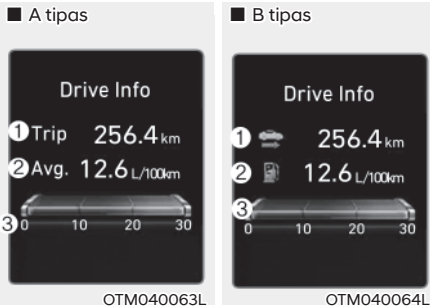 ■ A tipas
Drive Info
① Trip 256.4 km
② Avg. 12.6 L/100km
③
0 10 20 30
OTM040063L
■ B tipas
Drive Info
① 256.4 km
② 12.6 L/100km
③
0 10 20 30
OTM040064L